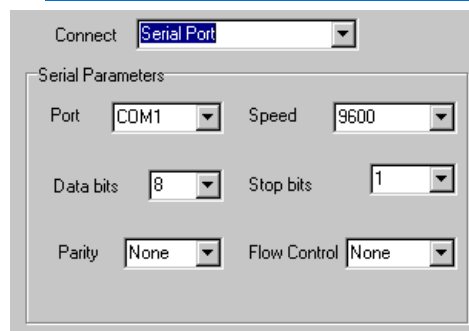 Connect Serial Port
Serial Parameters
Port COM1 Speed 9600
Data bits 8 Stop bits 1
Parity None Flow Control None